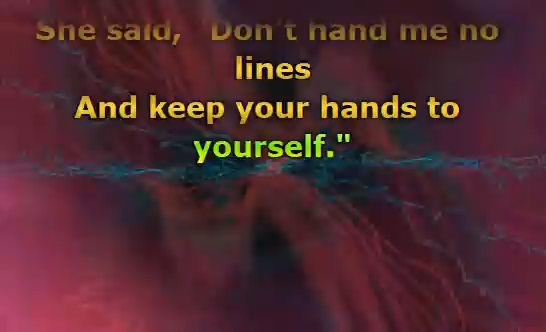 She said, "Don't hand me no
lines
And keep your hands to
yourself."